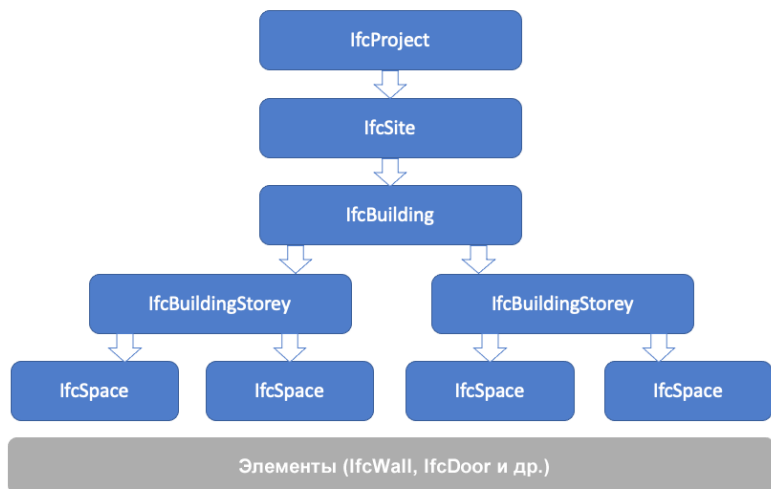 IfcProject
IfcSite
IfcBuilding
IfcBuildingStorey
IfcBuildingStorey
IfcSpace
IfcSpace
IfcSpace
IfcSpace
Элементы (IfcWall, IfcDoor и др.)